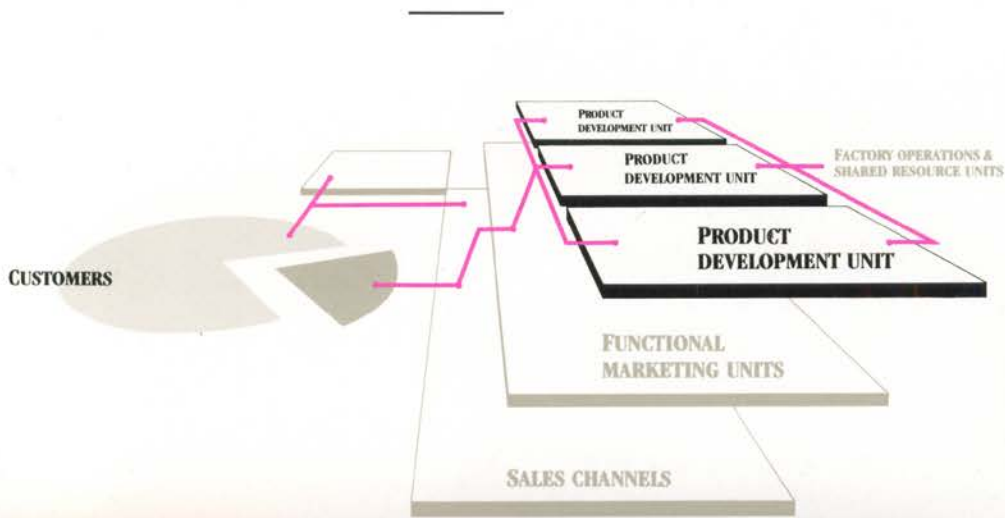 PRODUCT
DEVELOPMENT UNIT
PRODUCT
DEVELOPMENT UNIT
FACTORY OPERATIONS &
SHARED RESOURCE UNITS
PRODUCT
DEVELOPMENT UNIT
CUSTOMERS
FUNCTIONAL
MARKETING UNITS
SALES CHANNELS